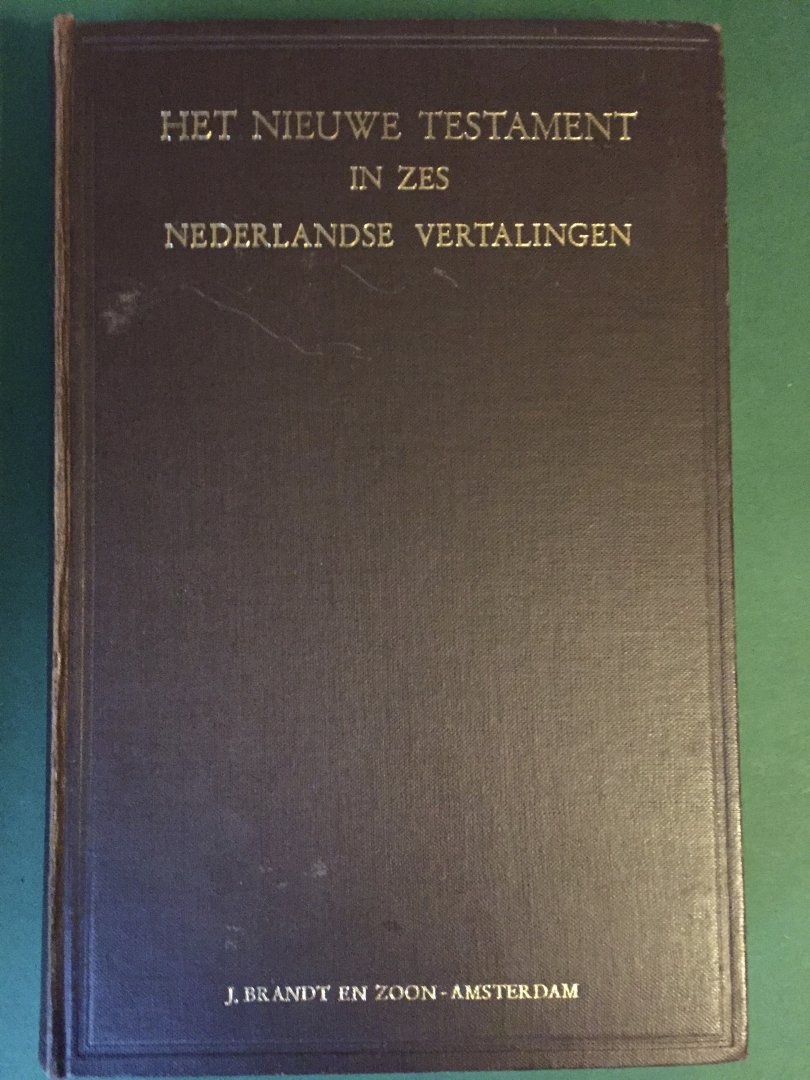 HET NIEUWE TESTAMENT
IN ZES
NEDERLANDSE VERTALINGEN
J. BRANDT EN ZOON-AMSTERDAM